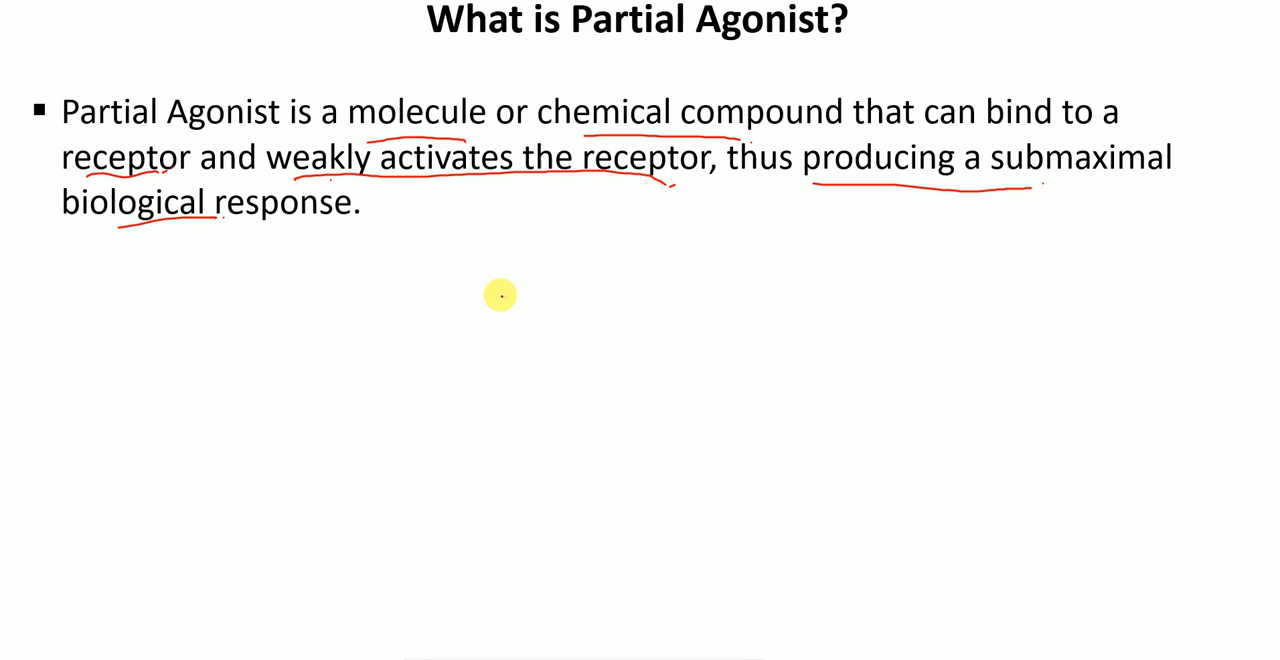 What is Partial Agonist?
▪ Partial Agonist is a molecule or chemical compound that can bind to a
receptor and weakly activates the receptor, thus producing a submaximal
biological response.